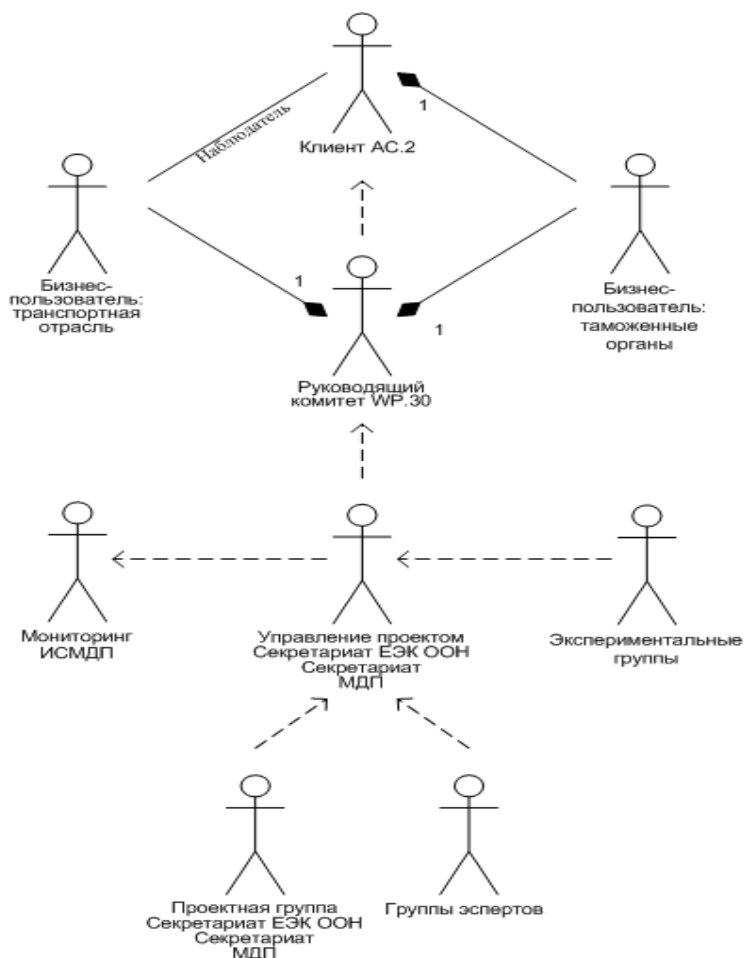 Наблюдатель
1
Клиент AC.2
Бизнес-
пользователь:
транспортная
отрасль
1
1
Бизнес-
пользователь:
таможенные
органы
Руководящий
комитет WP.30
Мониторинг
ИСМДП
Управление проектом
Секретариат ЕЭК ООН
Секретариат
МДП
Экспериментальные
группы
Проектная группа
Секретариат ЕЭК ООН
Секретариат
МДП
Группы эспертов